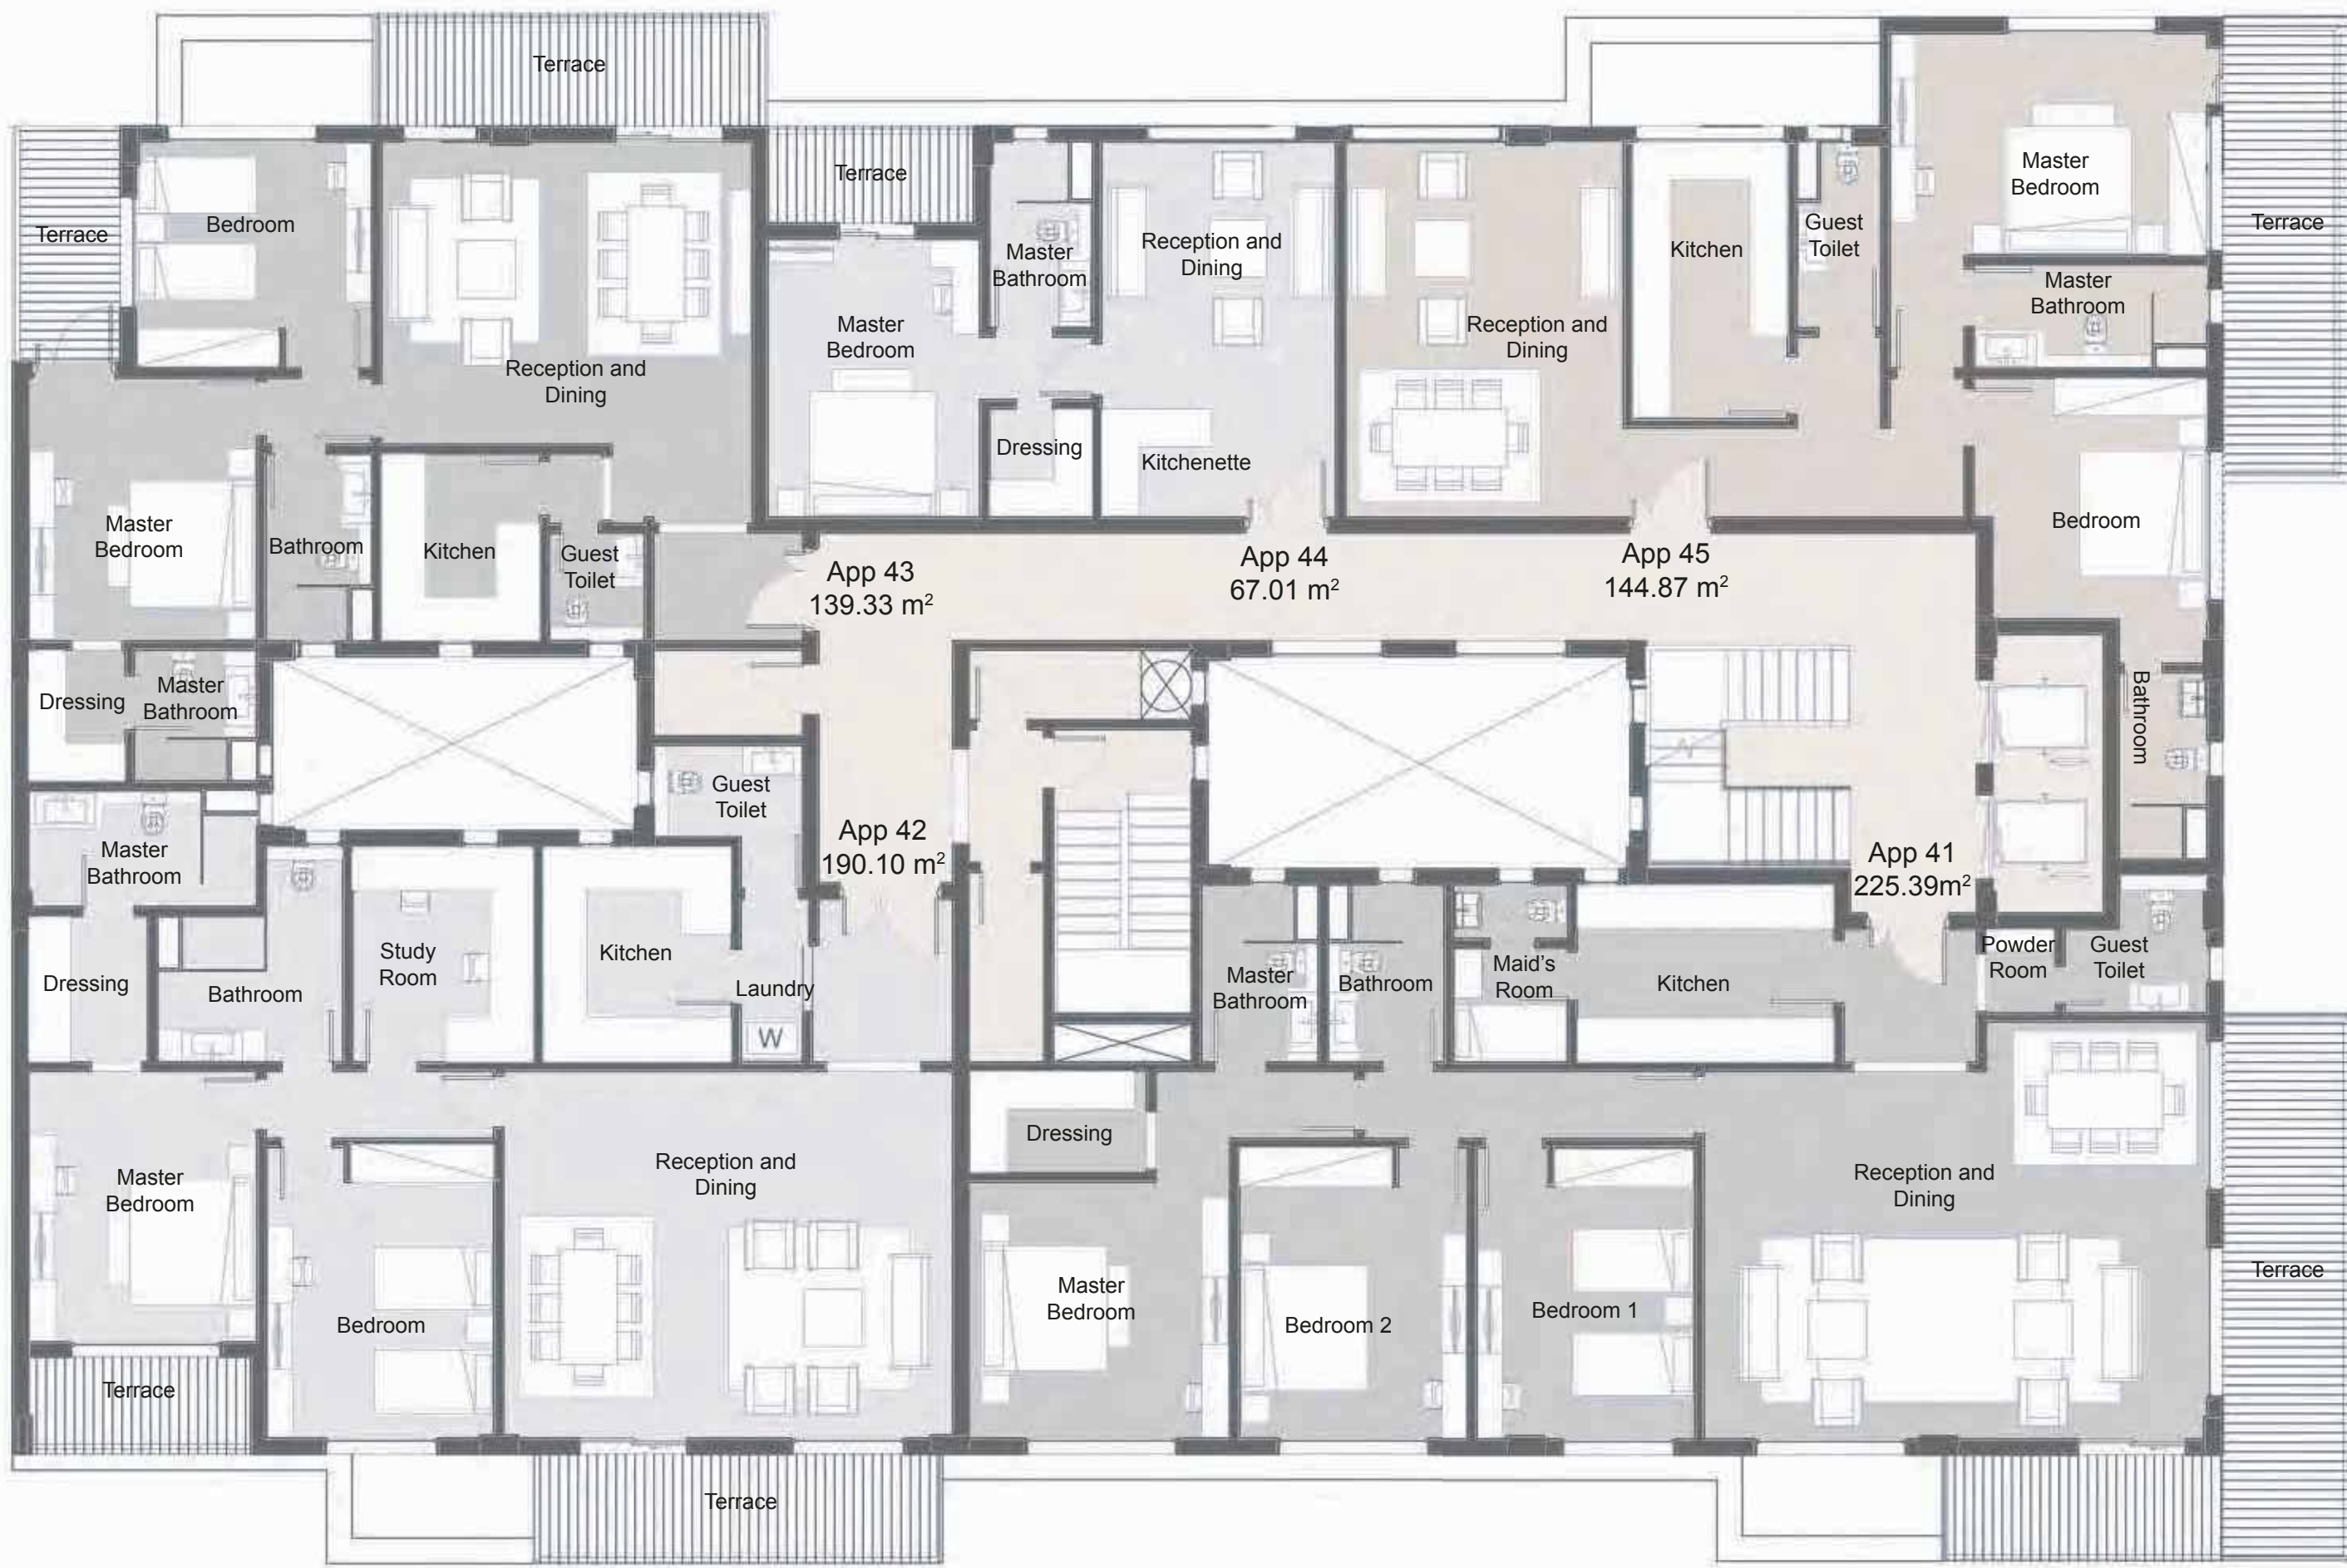 Terrace
Terrace
Bedroom
Reception and
Dining
Terrace
Master
Bedroom
Master
Bathroom
Reception and
Dining
Dressing
Kitchenette
Reception and
Dining
Kitchen
Guest
Toilet
Master
Bedroom
Terrace
Master
Bathroom
Bedroom
Bathroom
Master
Bedroom
Bathroom
Kitchen
Guest
Toilet
App 43
139.33 m²
App 44
67.01 m²
App 45
144.87 m²
Dressing
Master
Bathroom
Guest
Toilet
App 42
190.10 m²
App 41
225.39m²
Master
Bathroom
Dressing
Bathroom
Study
Room
Kitchen
Laundry
W
Master
Bathroom
Bathroom
Maid's
Room
Kitchen
Powder
Room
Guest
Toilet
Dressing
Master
Bedroom
Bedroom
Reception and
Dining
Master
Bedroom
Bedroom 2
Bedroom 1
Reception and
Dining
Terrace
Terrace
Terrace